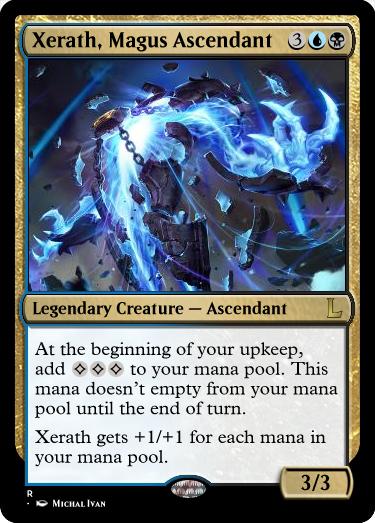 Xerath, Magus Ascendant 3
Legendary Creature — Ascendant L
At the beginning of your upkeep,
add ◇◇◇ to your mana pool. This
mana doesn't empty from your mana
pool until the end of turn.
Xerath gets +1/+1 for each mana in
your mana pool.
3/3
R
Michal Ivan